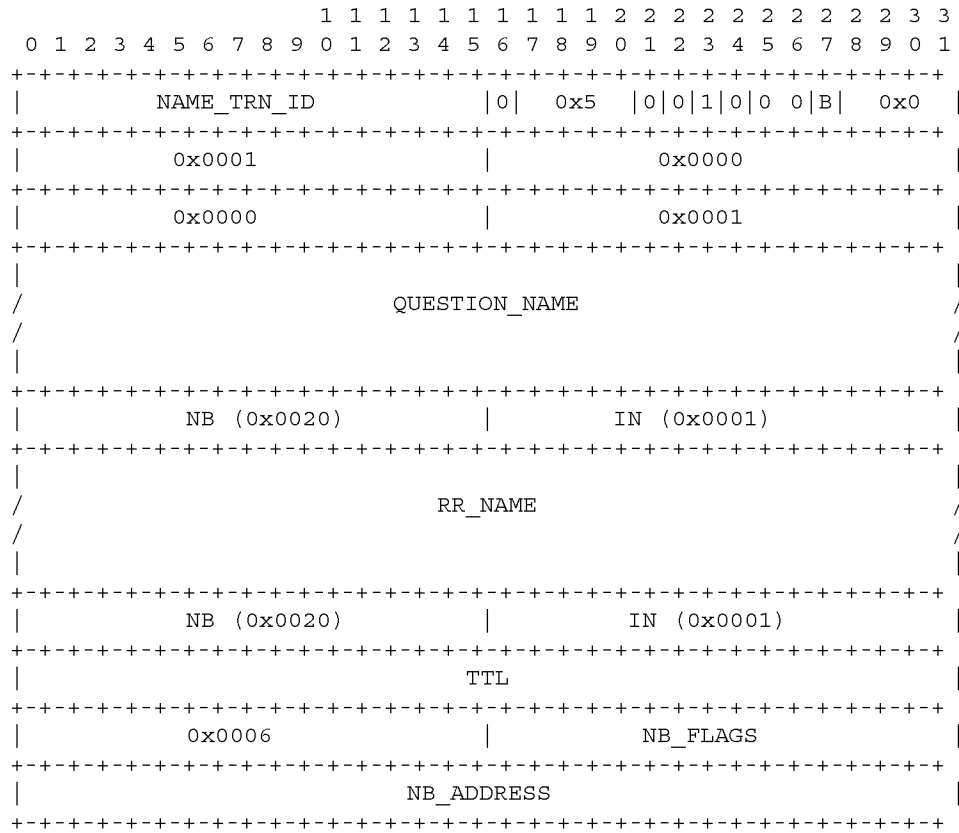 1 1 1 1 1 1 1 1 1 1 2 2 2 2 2 2 2 2 2 2 3 3
 0 1 2 3 4 5 6 7 8 9 0 1 2 3 4 5 6 7 8 9 0 1 2 3 4 5 6 7 8 9 0 1
+-+-+-+-+-+-+-+-+-+-+-+-+-+-+-+-+-+-+-+-+-+-+-+-+-+-+-+-+-+-+-+-+
|          NAME_TRN_ID            |0|  0x5  |0|0|1|0|0 0|B|  0x0  |
+-+-+-+-+-+-+-+-+-+-+-+-+-+-+-+-+-+-+-+-+-+-+-+-+-+-+-+-+-+-+-+-+
|           0x0001                |           0x0000              |
+-+-+-+-+-+-+-+-+-+-+-+-+-+-+-+-+-+-+-+-+-+-+-+-+-+-+-+-+-+-+-+-+
|           0x0000                |           0x0001              |
+-+-+-+-+-+-+-+-+-+-+-+-+-+-+-+-+-+-+-+-+-+-+-+-+-+-+-+-+-+-+-+-+
|                                                                 |
/                          QUESTION_NAME                          /
/                                                                 /
|                                                                 |
+-+-+-+-+-+-+-+-+-+-+-+-+-+-+-+-+-+-+-+-+-+-+-+-+-+-+-+-+-+-+-+-+
|            NB (0x0020)          |        IN (0x0001)            |
+-+-+-+-+-+-+-+-+-+-+-+-+-+-+-+-+-+-+-+-+-+-+-+-+-+-+-+-+-+-+-+-+
|                                                                 |
/                             RR_NAME                             /
/                                                                 /
|                                                                 |
+-+-+-+-+-+-+-+-+-+-+-+-+-+-+-+-+-+-+-+-+-+-+-+-+-+-+-+-+-+-+-+-+
|            NB (0x0020)          |         IN (0x0001)           |
+-+-+-+-+-+-+-+-+-+-+-+-+-+-+-+-+-+-+-+-+-+-+-+-+-+-+-+-+-+-+-+-+
|                               TTL                               |
+-+-+-+-+-+-+-+-+-+-+-+-+-+-+-+-+-+-+-+-+-+-+-+-+-+-+-+-+-+-+-+-+
|            0x0006               |          NB_FLAGS             |
+-+-+-+-+-+-+-+-+-+-+-+-+-+-+-+-+-+-+-+-+-+-+-+-+-+-+-+-+-+-+-+-+
|                           NB_ADDRESS                            |
+-+-+-+-+-+-+-+-+-+-+-+-+-+-+-+-+-+-+-+-+-+-+-+-+-+-+-+-+-+-+-+-+